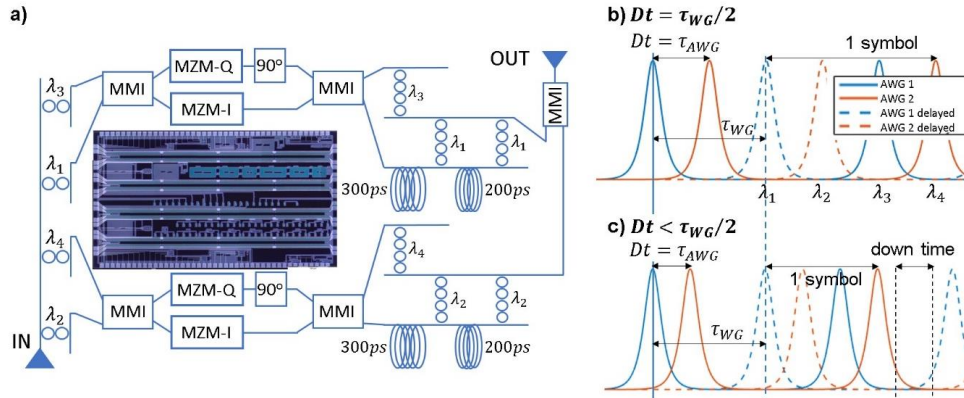 a)
OUT
MZM-Q
90°
MMI
MZM-I
MMI
MMI
λ3
λ3
λ1
λ1
λ1
300ps
200ps
λ4
λ4
MZM-Q
90°
MMI
MZM-I
MMI
λ2
λ2
λ2
IN
300ps
200ps
b) Dt = τWG/2
Dt = τAWG
1 symbol
AWG 1
AWG 2
AWG 1 delayed
AWG 2 delayed
τWG
λ1 λ2 λ3 λ4
c) Dt < τWG/2
Dt = τAWG
down time
1 symbol
τWG